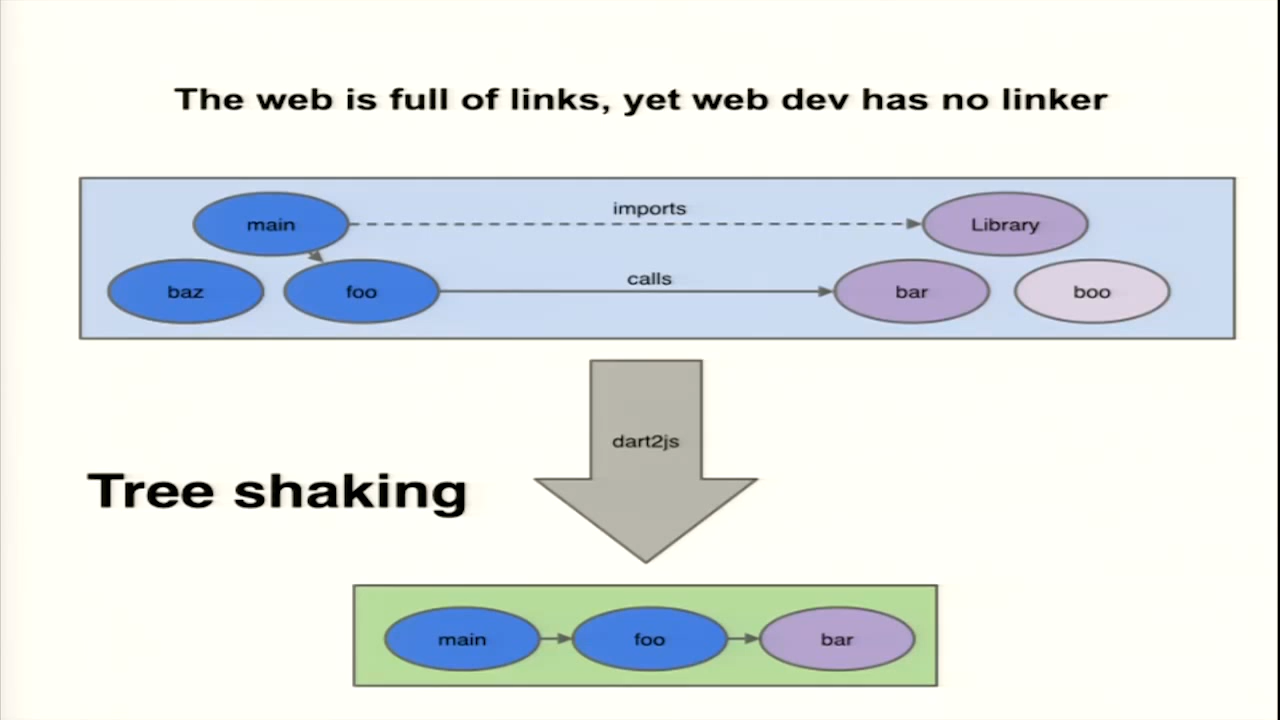 The web is full of links, yet web dev has no linker
main
imports
Library
baz
foo
calls
bar
boo
dart2js
Tree shaking
main
foo
bar